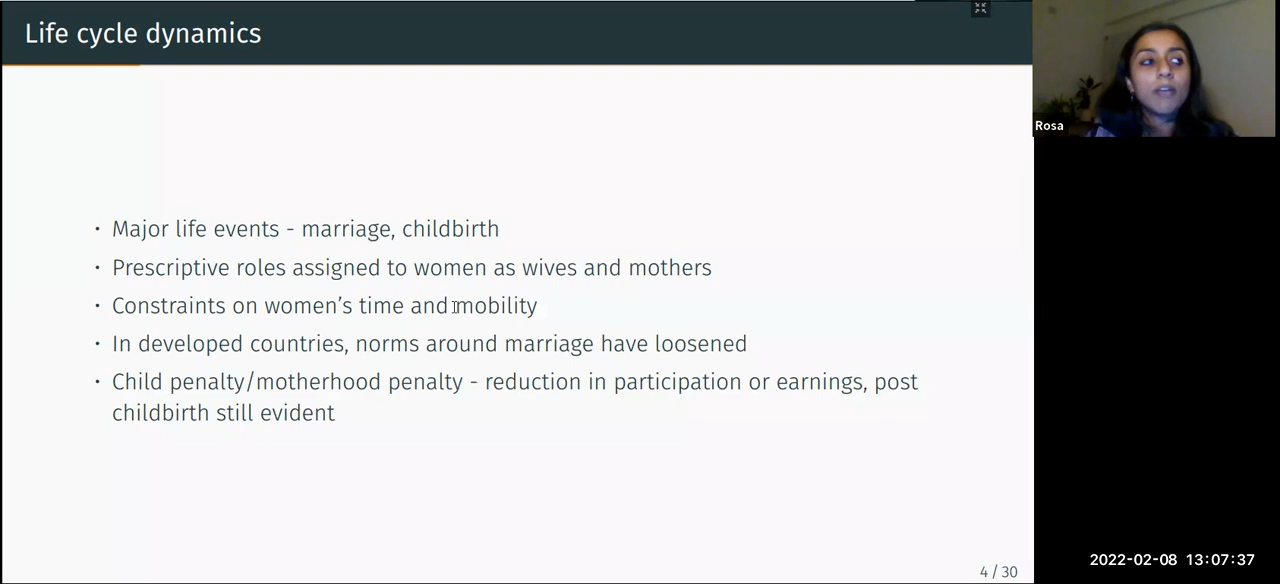 Life cycle dynamics
Rosa
• Major life events - marriage, childbirth
• Prescriptive roles assigned to women as wives and mothers
• Constraints on women’s time and mobility
• In developed countries, norms around marriage have loosened
• Child penalty/motherhood penalty - reduction in participation or earnings, post
childbirth still evident
2022-02-08 13:07:37
4 / 30